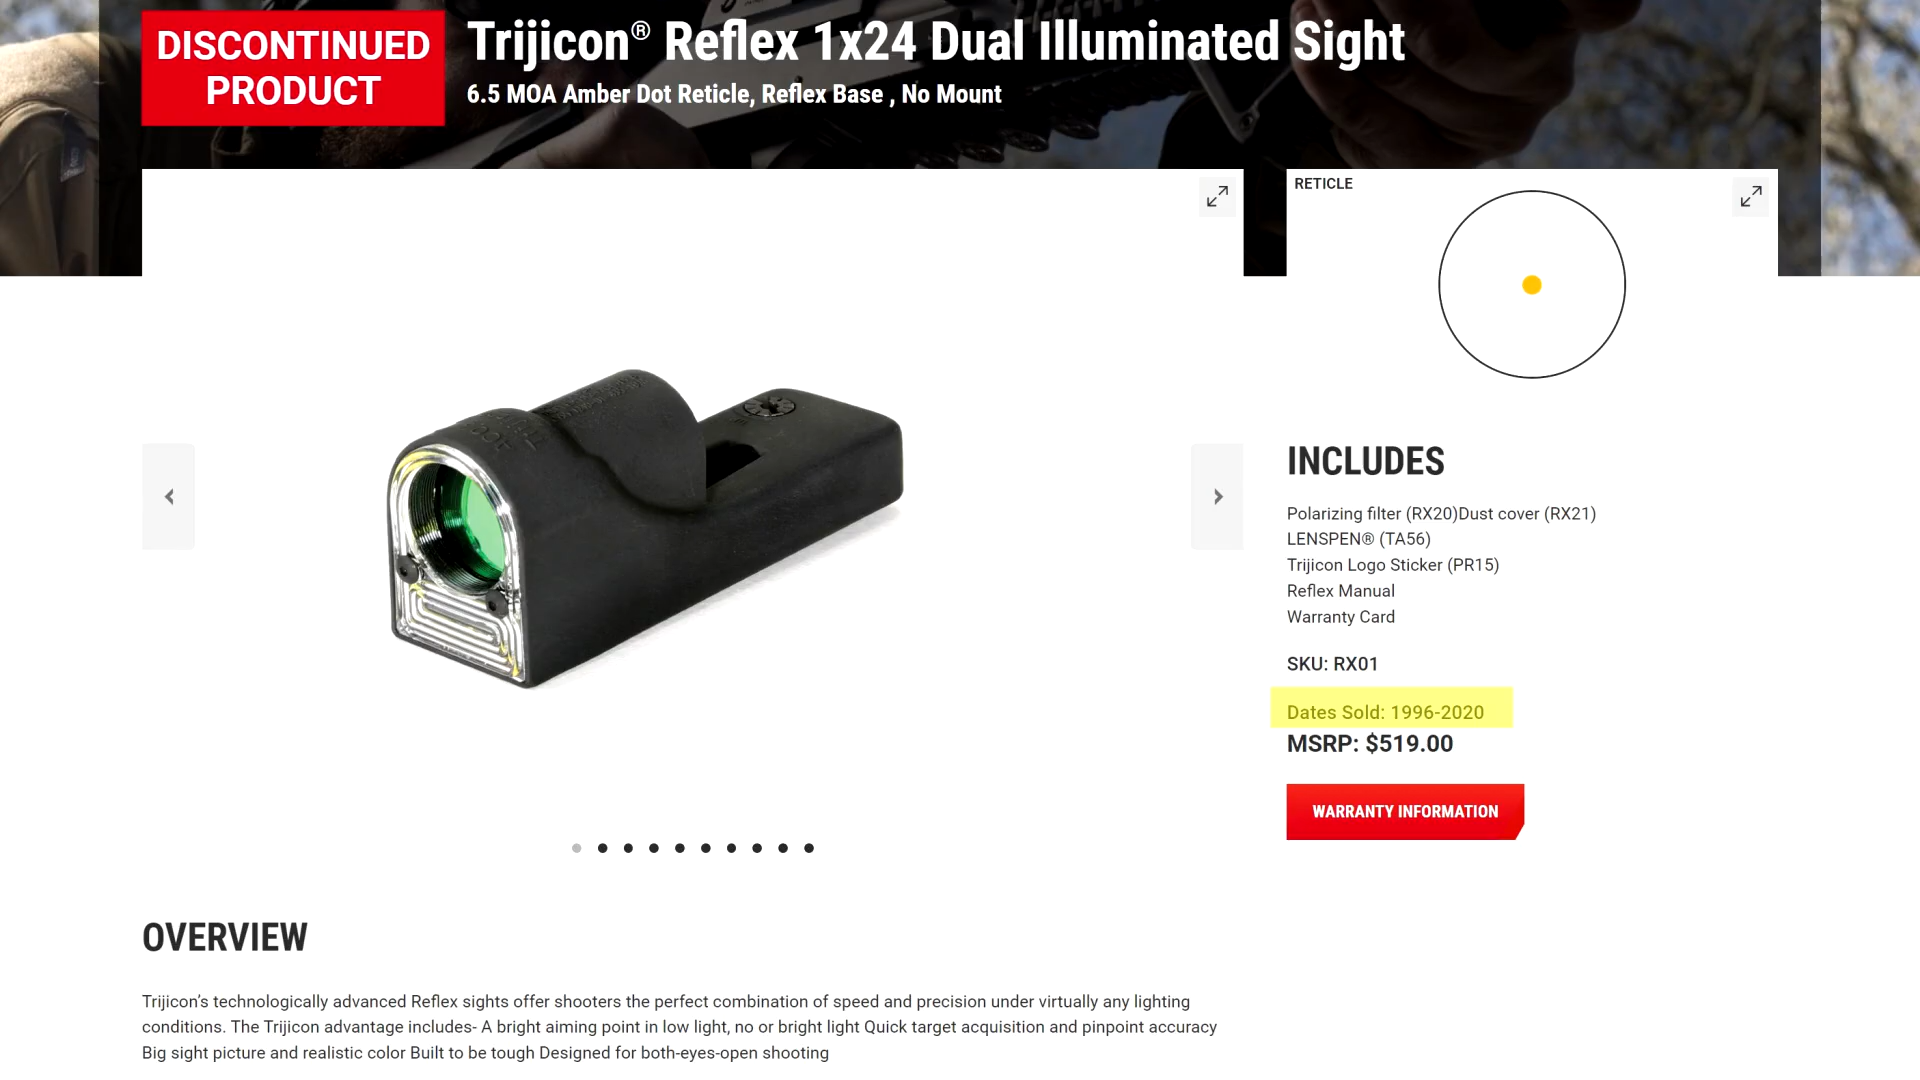 DISCONTINUED
PRODUCT
Trijicon® Reflex 1x24 Dual Illuminated Sight
6.5 MOA Amber Dot Reticle, Reflex Base , No Mount
RETICLE
INCLUDES
Polarizing filter (RX20)Dust cover (RX21)
LENSPEN® (TA56)
Trijicon Logo Sticker (PR15)
Reflex Manual
Warranty Card
SKU: RX01
Dates Sold: 1996-2020
MSRP: $519.00
WARRANTY INFORMATION
OVERVIEW
Trijicon’s technologically advanced Reflex sights offer shooters the perfect combination of speed and precision under virtually any lighting
conditions. The Trijicon advantage includes- A bright aiming point in low light, no or bright light Quick target acquisition and pinpoint accuracy
Big sight picture and realistic color Built to be tough Designed for both-eyes-open shooting